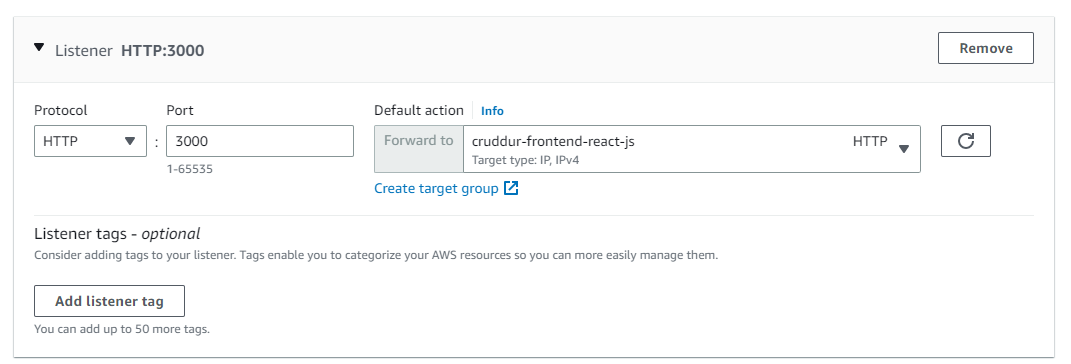 Listener HTTP:3000
Remove
Protocol
Port
Default action Info
HTTP
:
3000
Forward to
cruddur-frontend-react-js
HTTP
Target type: IP, IPv4
1-65535
Create target group
Listener tags - optional
Consider adding tags to your listener. Tags enable you to categorize your AWS resources so you can more easily manage them.
Add listener tag
You can add up to 50 more tags.